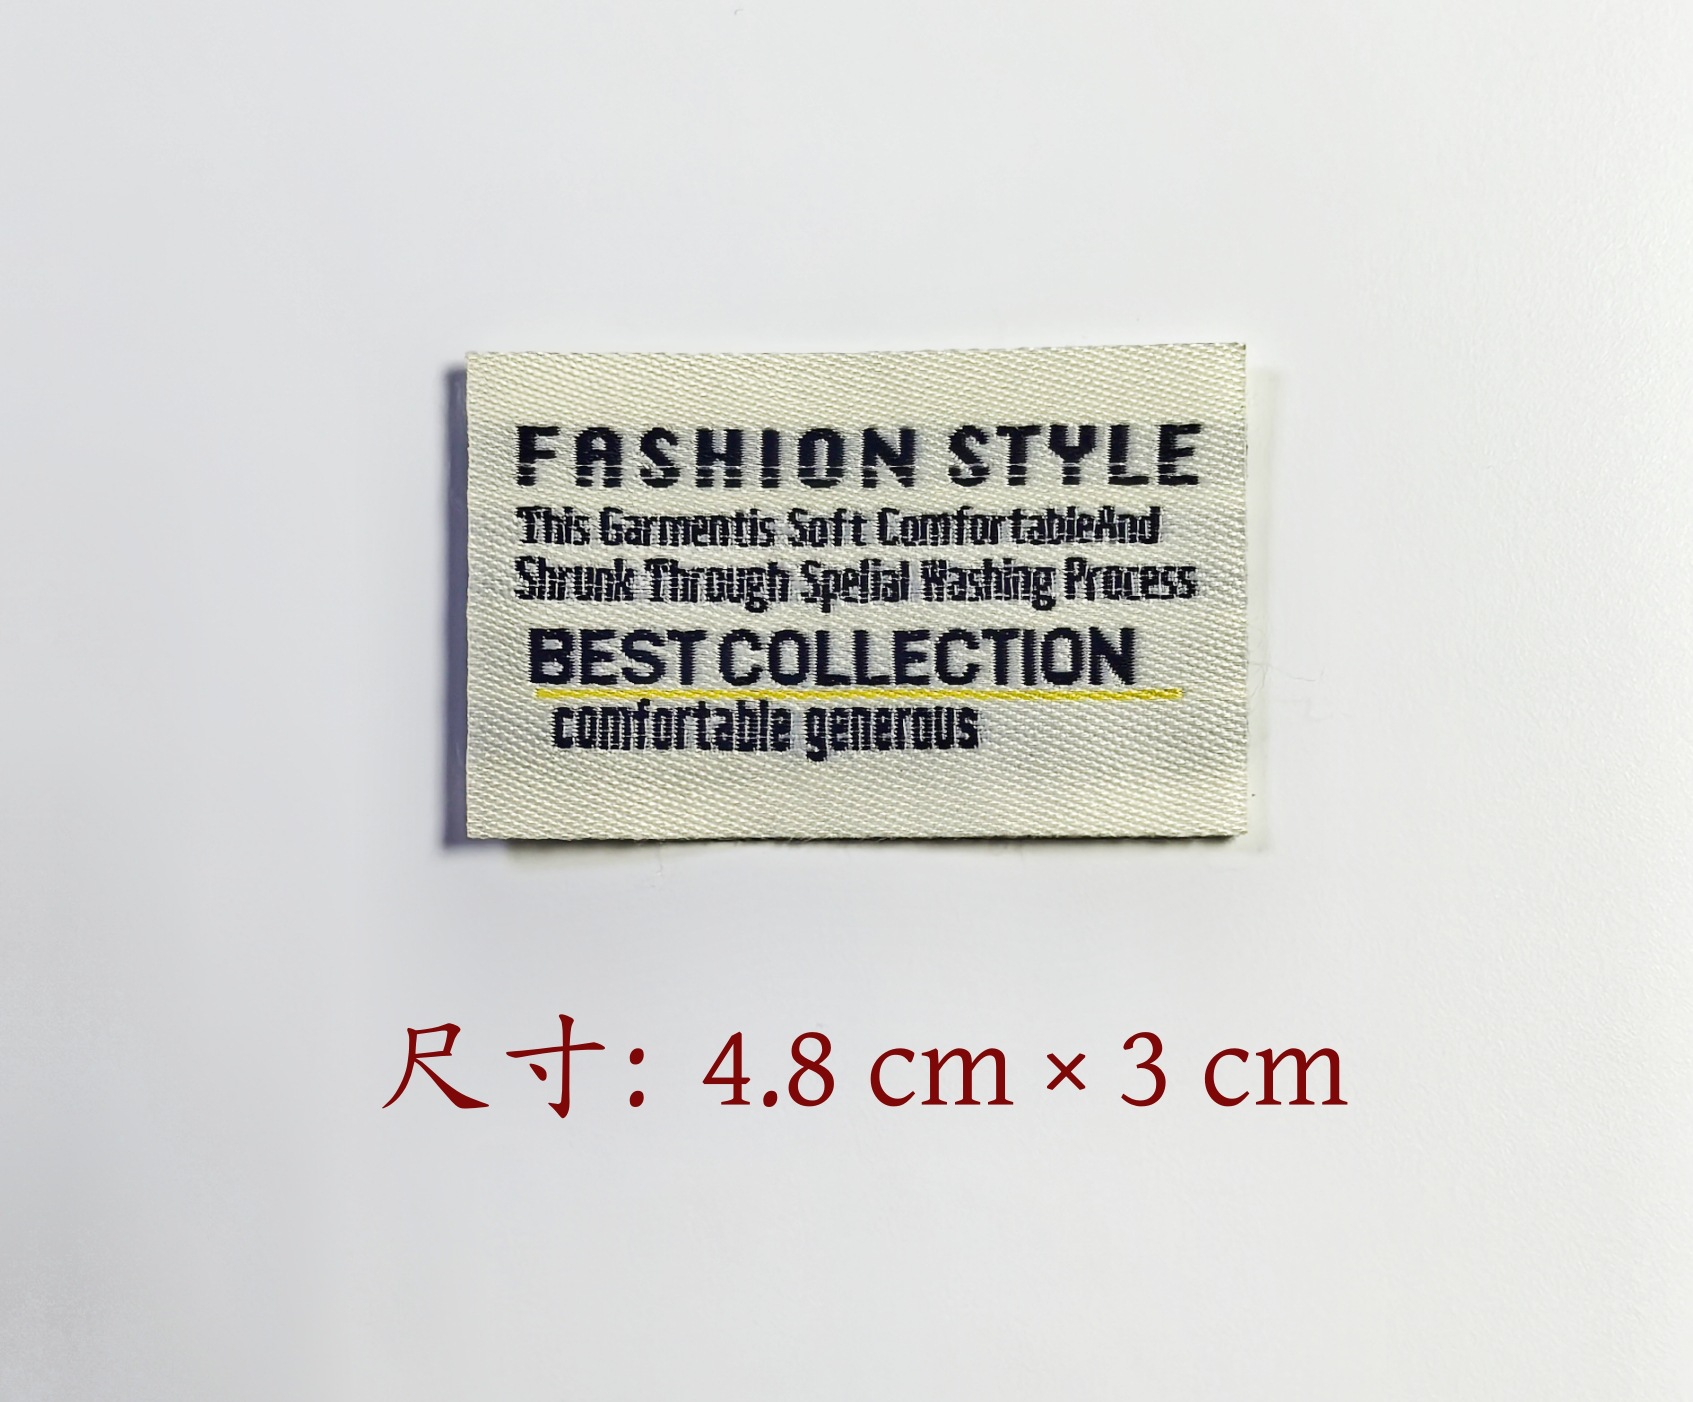 FASHION STYLE
This Garmentis Soft ComfortableAnd
Shrunk Through Spelial Washing Process
BEST COLLECTION
comfortable generous
尺寸：4.8 cm × 3 cm